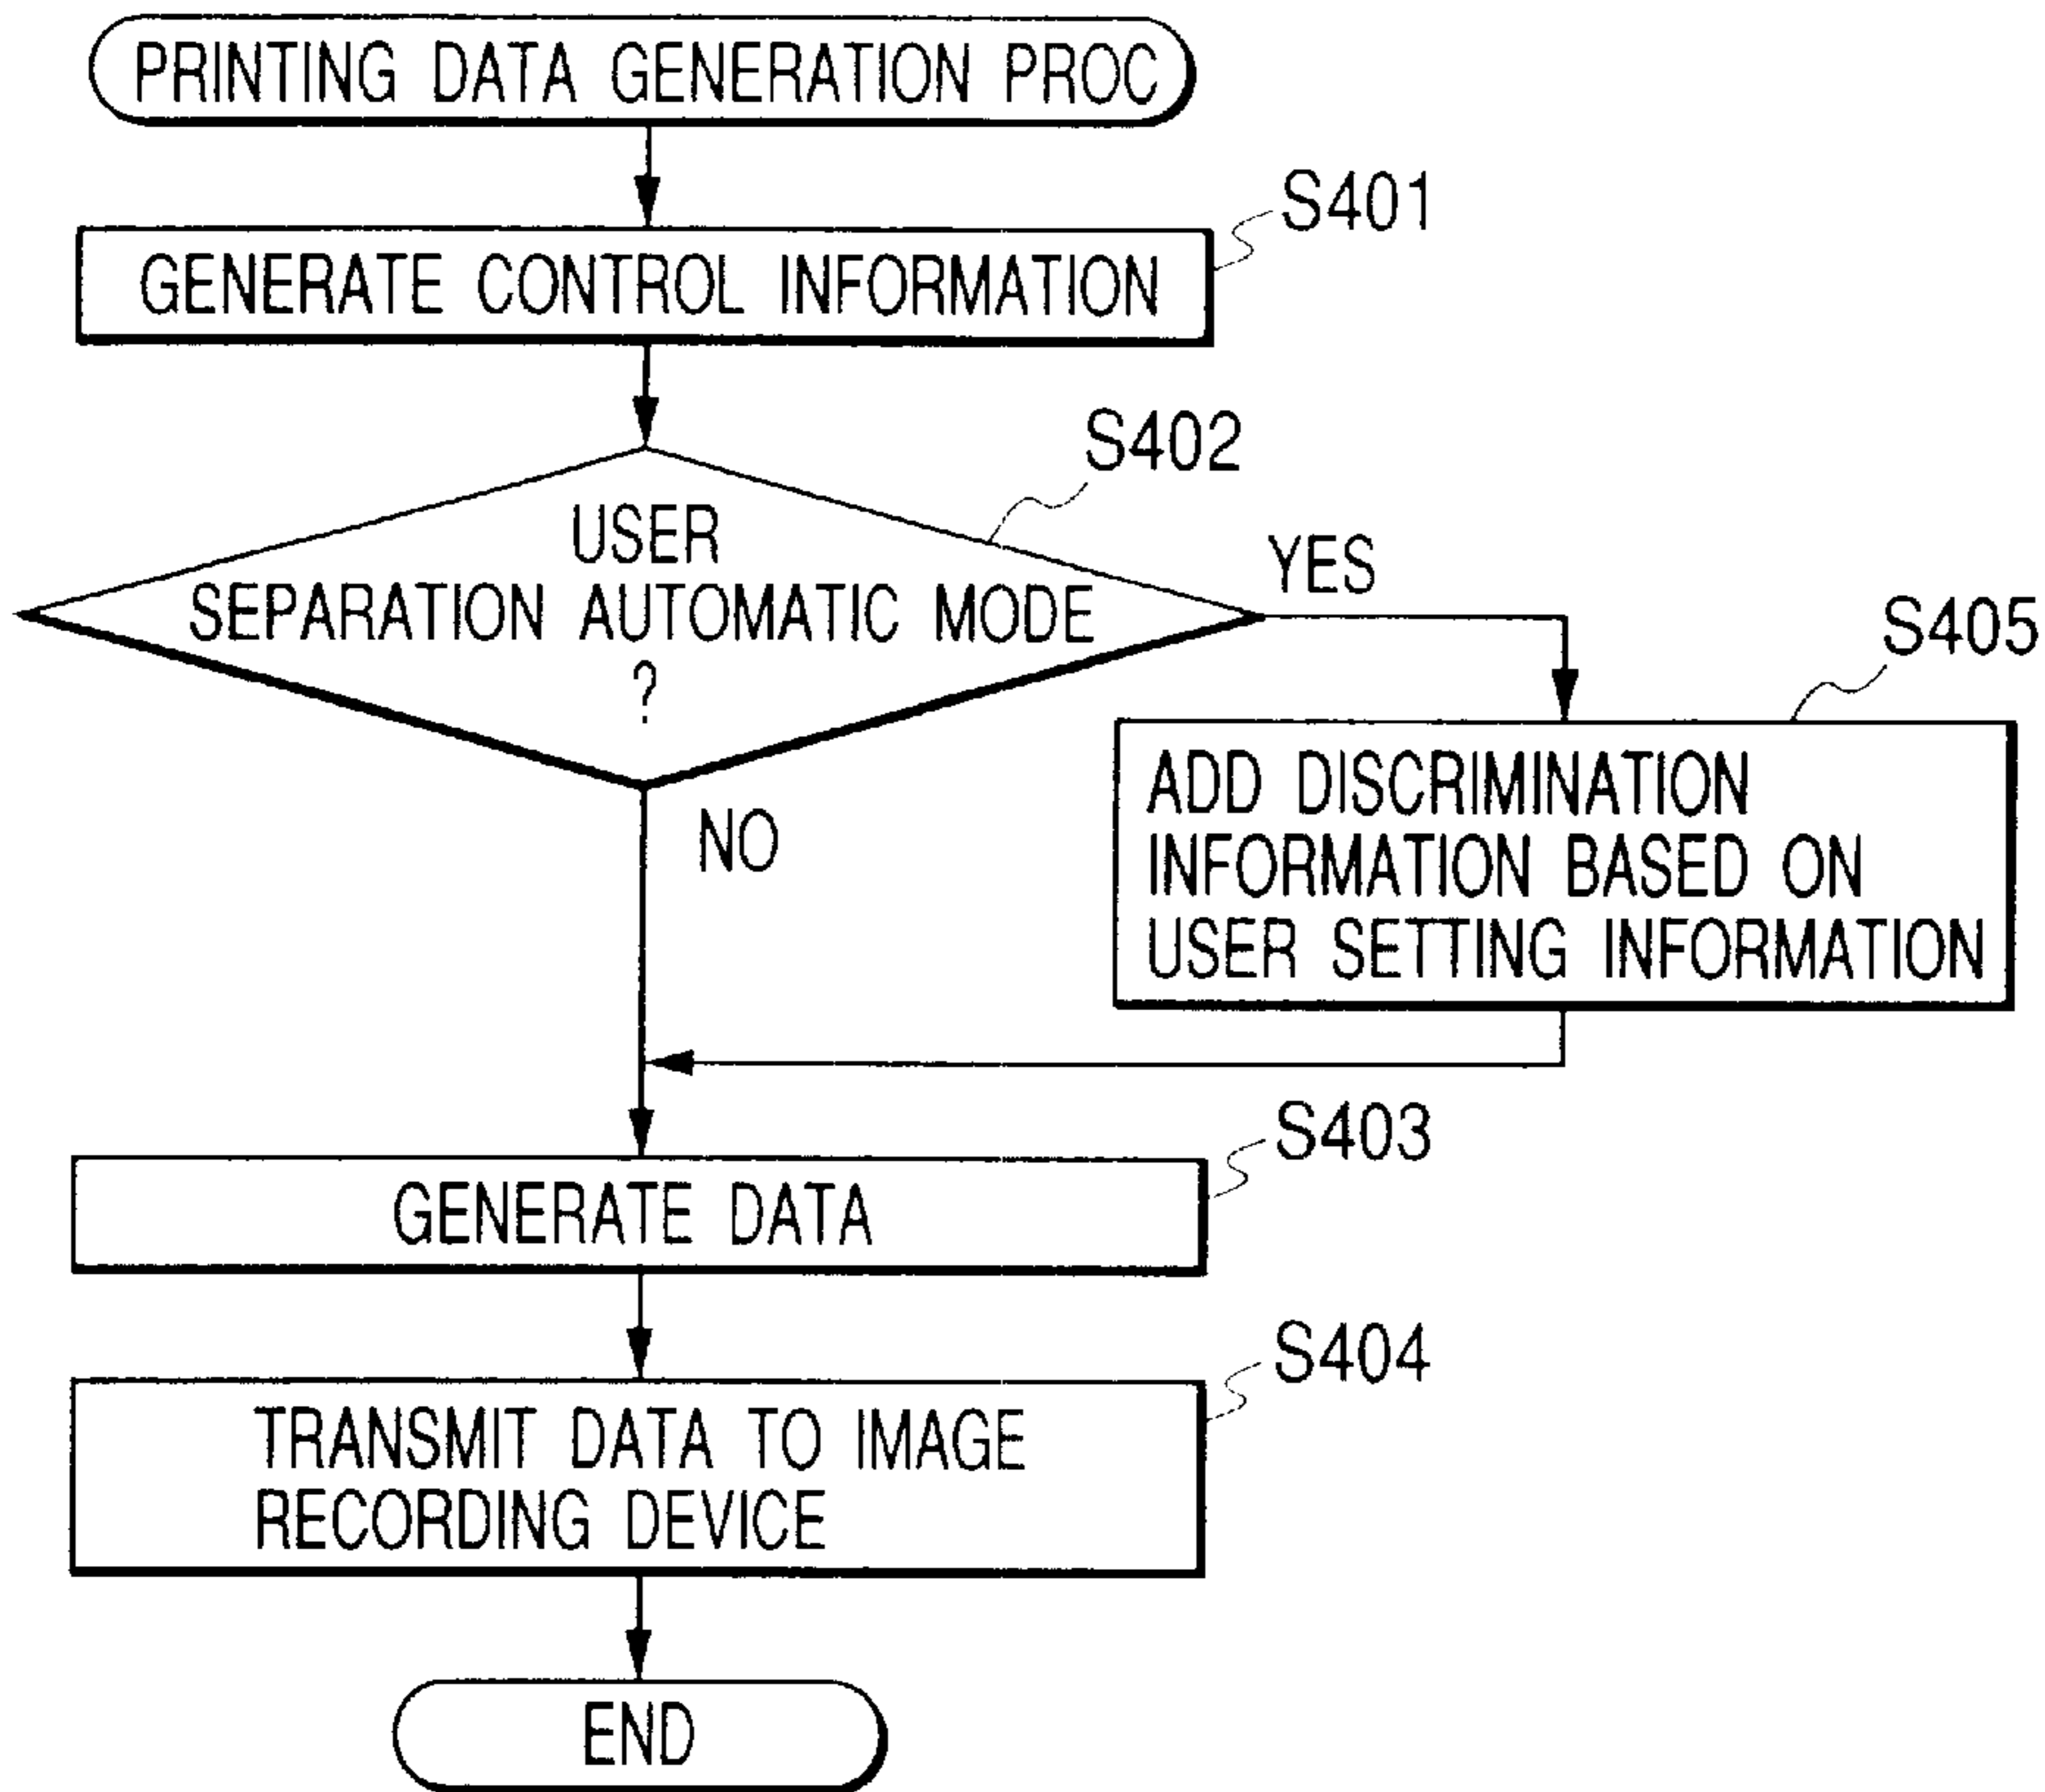 PRINTING DATA GENERATION PROC
S401
GENERATE CONTROL INFORMATION
S402
USER
SEPARATION AUTOMATIC MODE
?
YES
S405
ADD DISCRIMINATION
INFORMATION BASED ON
USER SETTING INFORMATION
NO
S403
GENERATE DATA
S404
TRANSMIT DATA TO IMAGE
RECORDING DEVICE
END